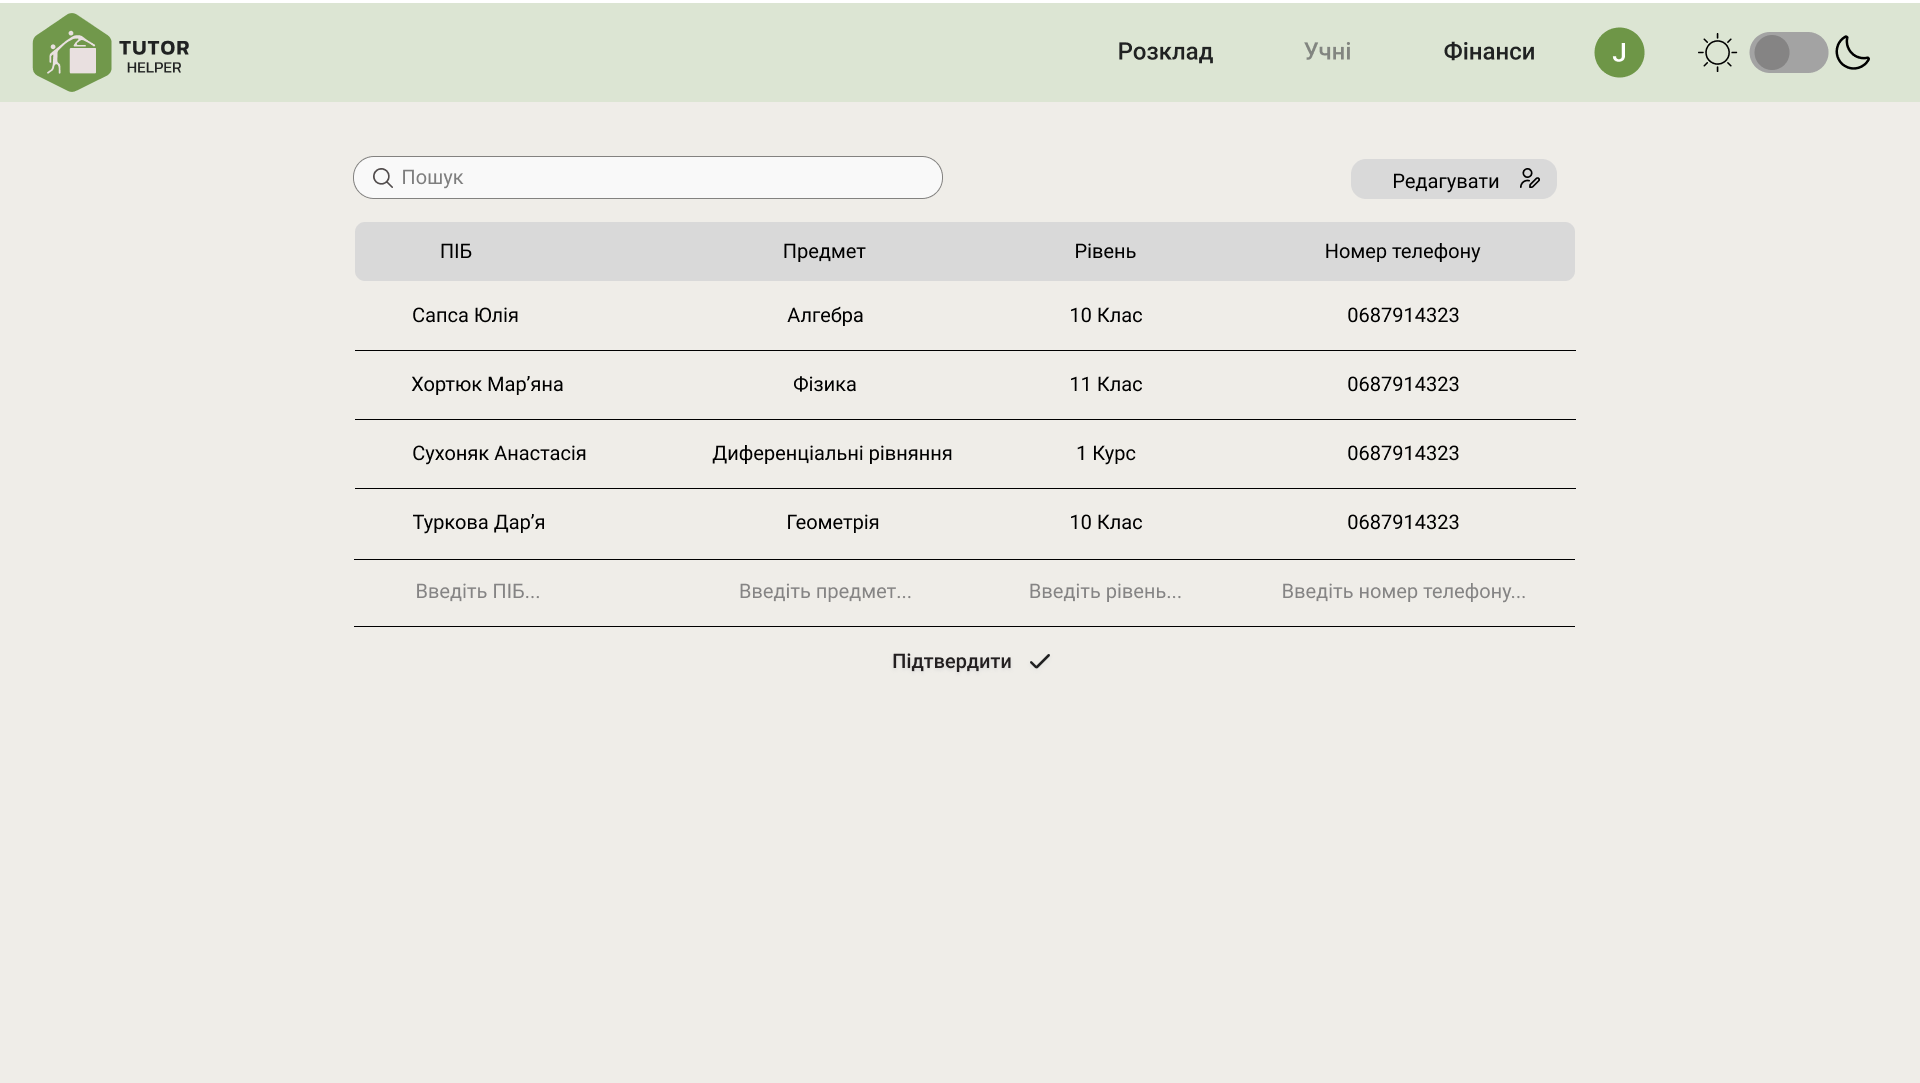 TUTOR
HELPER
Розклад Учні Фінанси J
Пошук
Редагувати
ПІБ Предмет Рівень Номер телефону
Сапса Юлія Алгебра 10 Клас 0687914323
Хортюк Мар’яна Фізика 11 Клас 0687914323
Сухоняк Анастасія Диференціальні рівняння 1 Курс 0687914323
Туркова Дар’я Геометрія 10 Клас 0687914323
Введіть ПІБ... Введіть предмет... Введіть рівень... Введіть номер телефону...
Підтвердити